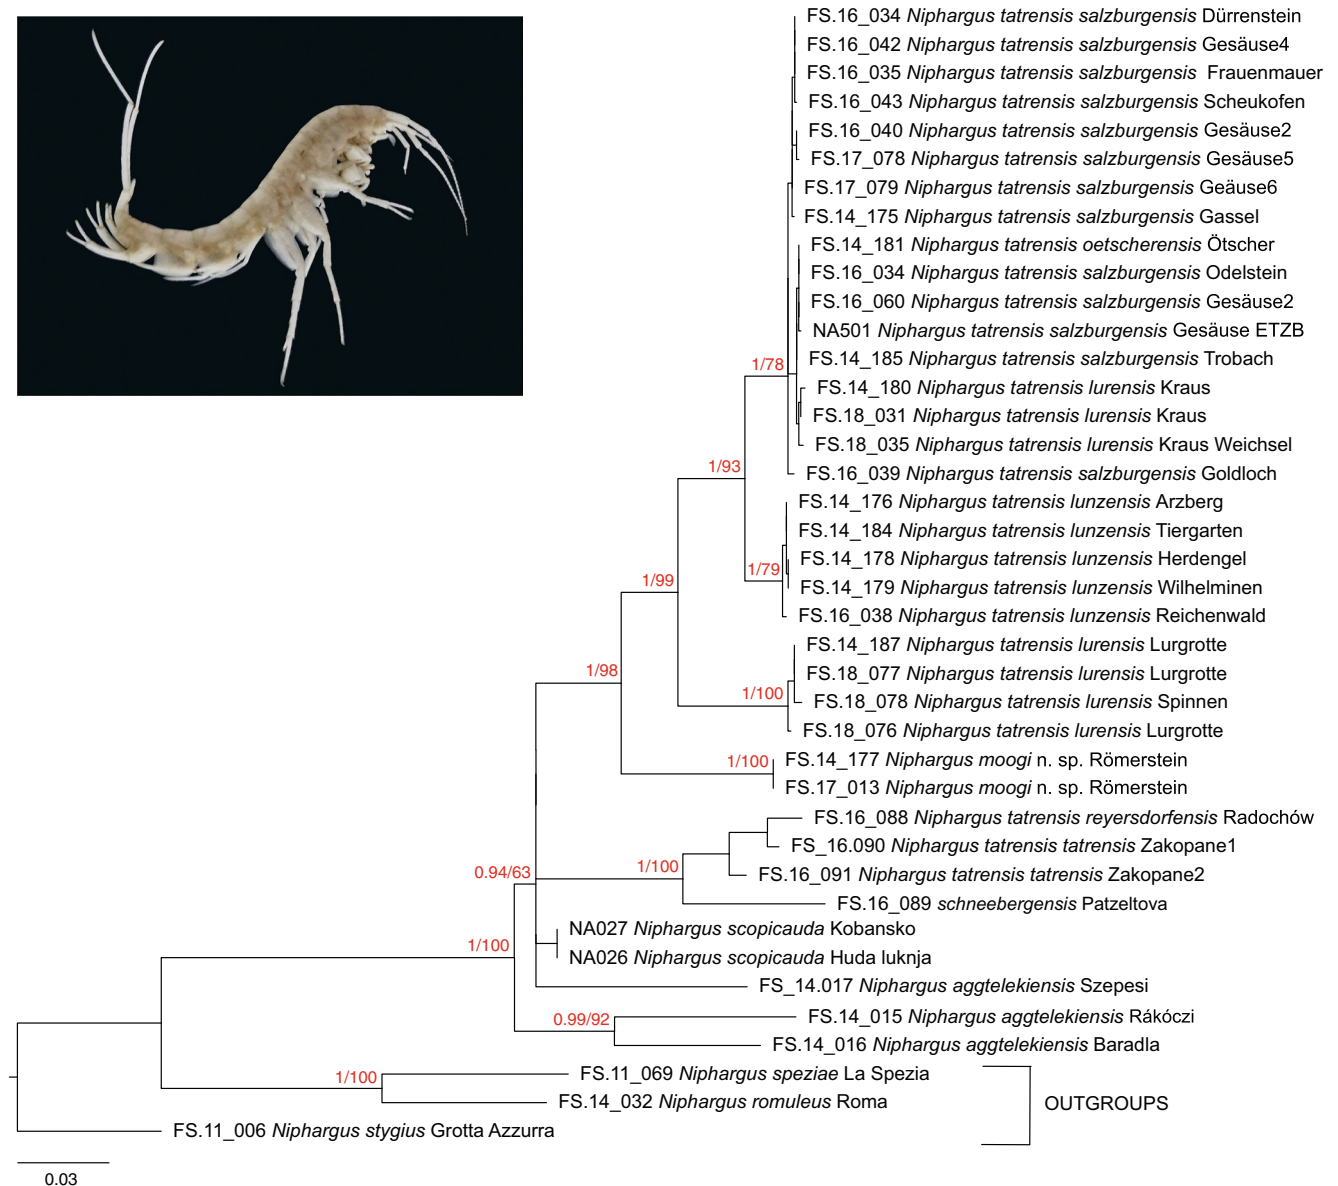 FS.16_034 Niphargus tatrensis salzburgensis Dürrenstein
FS.16_042 Niphargus tatrensis salzburgensis Gesäuse4
FS.16_035 Niphargus tatrensis salzburgensis Frauenmauer
FS.16_043 Niphargus tatrensis salzburgensis Scheukofen
FS.16_040 Niphargus tatrensis salzburgensis Gesäuse2
FS.17_078 Niphargus tatrensis salzburgensis Gesäuse5
FS.17_079 Niphargus tatrensis salzburgensis Geäuse6
FS.14_175 Niphargus tatrensis salzburgensis Gassel
FS.14_181 Niphargus tatrensis oetscherensis Ötscher
FS.16_034 Niphargus tatrensis salzburgensis Odelstein
FS.16_060 Niphargus tatrensis salzburgensis Gesäuse2
NA501 Niphargus tatrensis salzburgensis Gesäuse ETZB
FS.14_185 Niphargus tatrensis salzburgensis Trobach
1/78
FS.14_180 Niphargus tatrensis lurensis Kraus
FS.18_031 Niphargus tatrensis lurensis Kraus
FS.18_035 Niphargus tatrensis lurensis Kraus Weichsel
1/93
FS.16_039 Niphargus tatrensis salzburgensis Goldloch
FS.14_176 Niphargus tatrensis lunzensis Arzberg
FS.14_184 Niphargus tatrensis lunzensis Tiergarten
FS.14_178 Niphargus tatrensis lunzensis Herdengel
1/79
1/99
FS.14_179 Niphargus tatrensis lunzensis Wilhelminen
FS.16_038 Niphargus tatrensis lunzensis Reichenwald
FS.14_187 Niphargus tatrensis lurensis Lurgrotte
1/98
FS.18_077 Niphargus tatrensis lurensis Lurgrotte
1/100
FS.18_078 Niphargus tatrensis lurensis Spinnen
FS.18_076 Niphargus tatrensis lurensis Lurgrotte
1/100
FS.14_177 Niphargus moogi n. sp. Römerstein
FS.17_013 Niphargus moogi n. sp. Römerstein
FS.16_088 Niphargus tatrensis reyersdorfensis Radochów
FS_16.090 Niphargus tatrensis tatrensis Zakopane1
0.94/63
1/100
FS.16_091 Niphargus tatrensis tatrensis Zakopane2
FS.16_089 schneebergensis Patzeltova
NA027 Niphargus scopicauda Kobansko
1/100
NA026 Niphargus scopicauda Huda luknja
FS_14.017 Niphargus aggtelekiensis Szepesi
0.99/92
FS.14_015 Niphargus aggtelekiensis Rákóczi
FS.14_016 Niphargus aggtelekiensis Baradla
1/100
FS.11_069 Niphargus speziae La Spezia
FS.14_032 Niphargus romuleus Roma
OUTGROUPS
FS.11_006 Niphargus stygius Grotta Azzurra
0.03